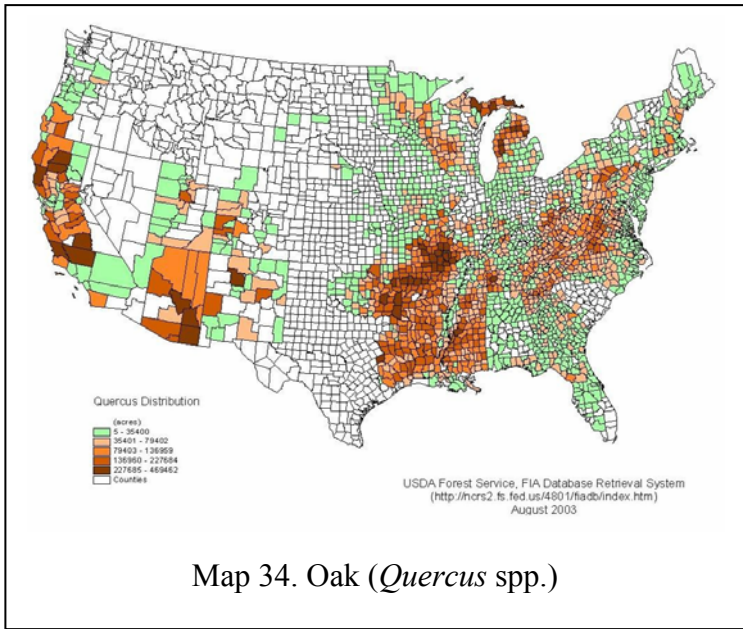 Quercus Distribution
(acres)
5 - 35400
35401 - 79402
79403 - 136959
136960 - 227684
227685 - 469462
Counties
USDA Forest Service, FIA Database Retrieval System
(http://ncrs2.fs.fed.us/4801/fiadb/index.htm)
August 2003
Map 34. Oak (Quercus spp.)